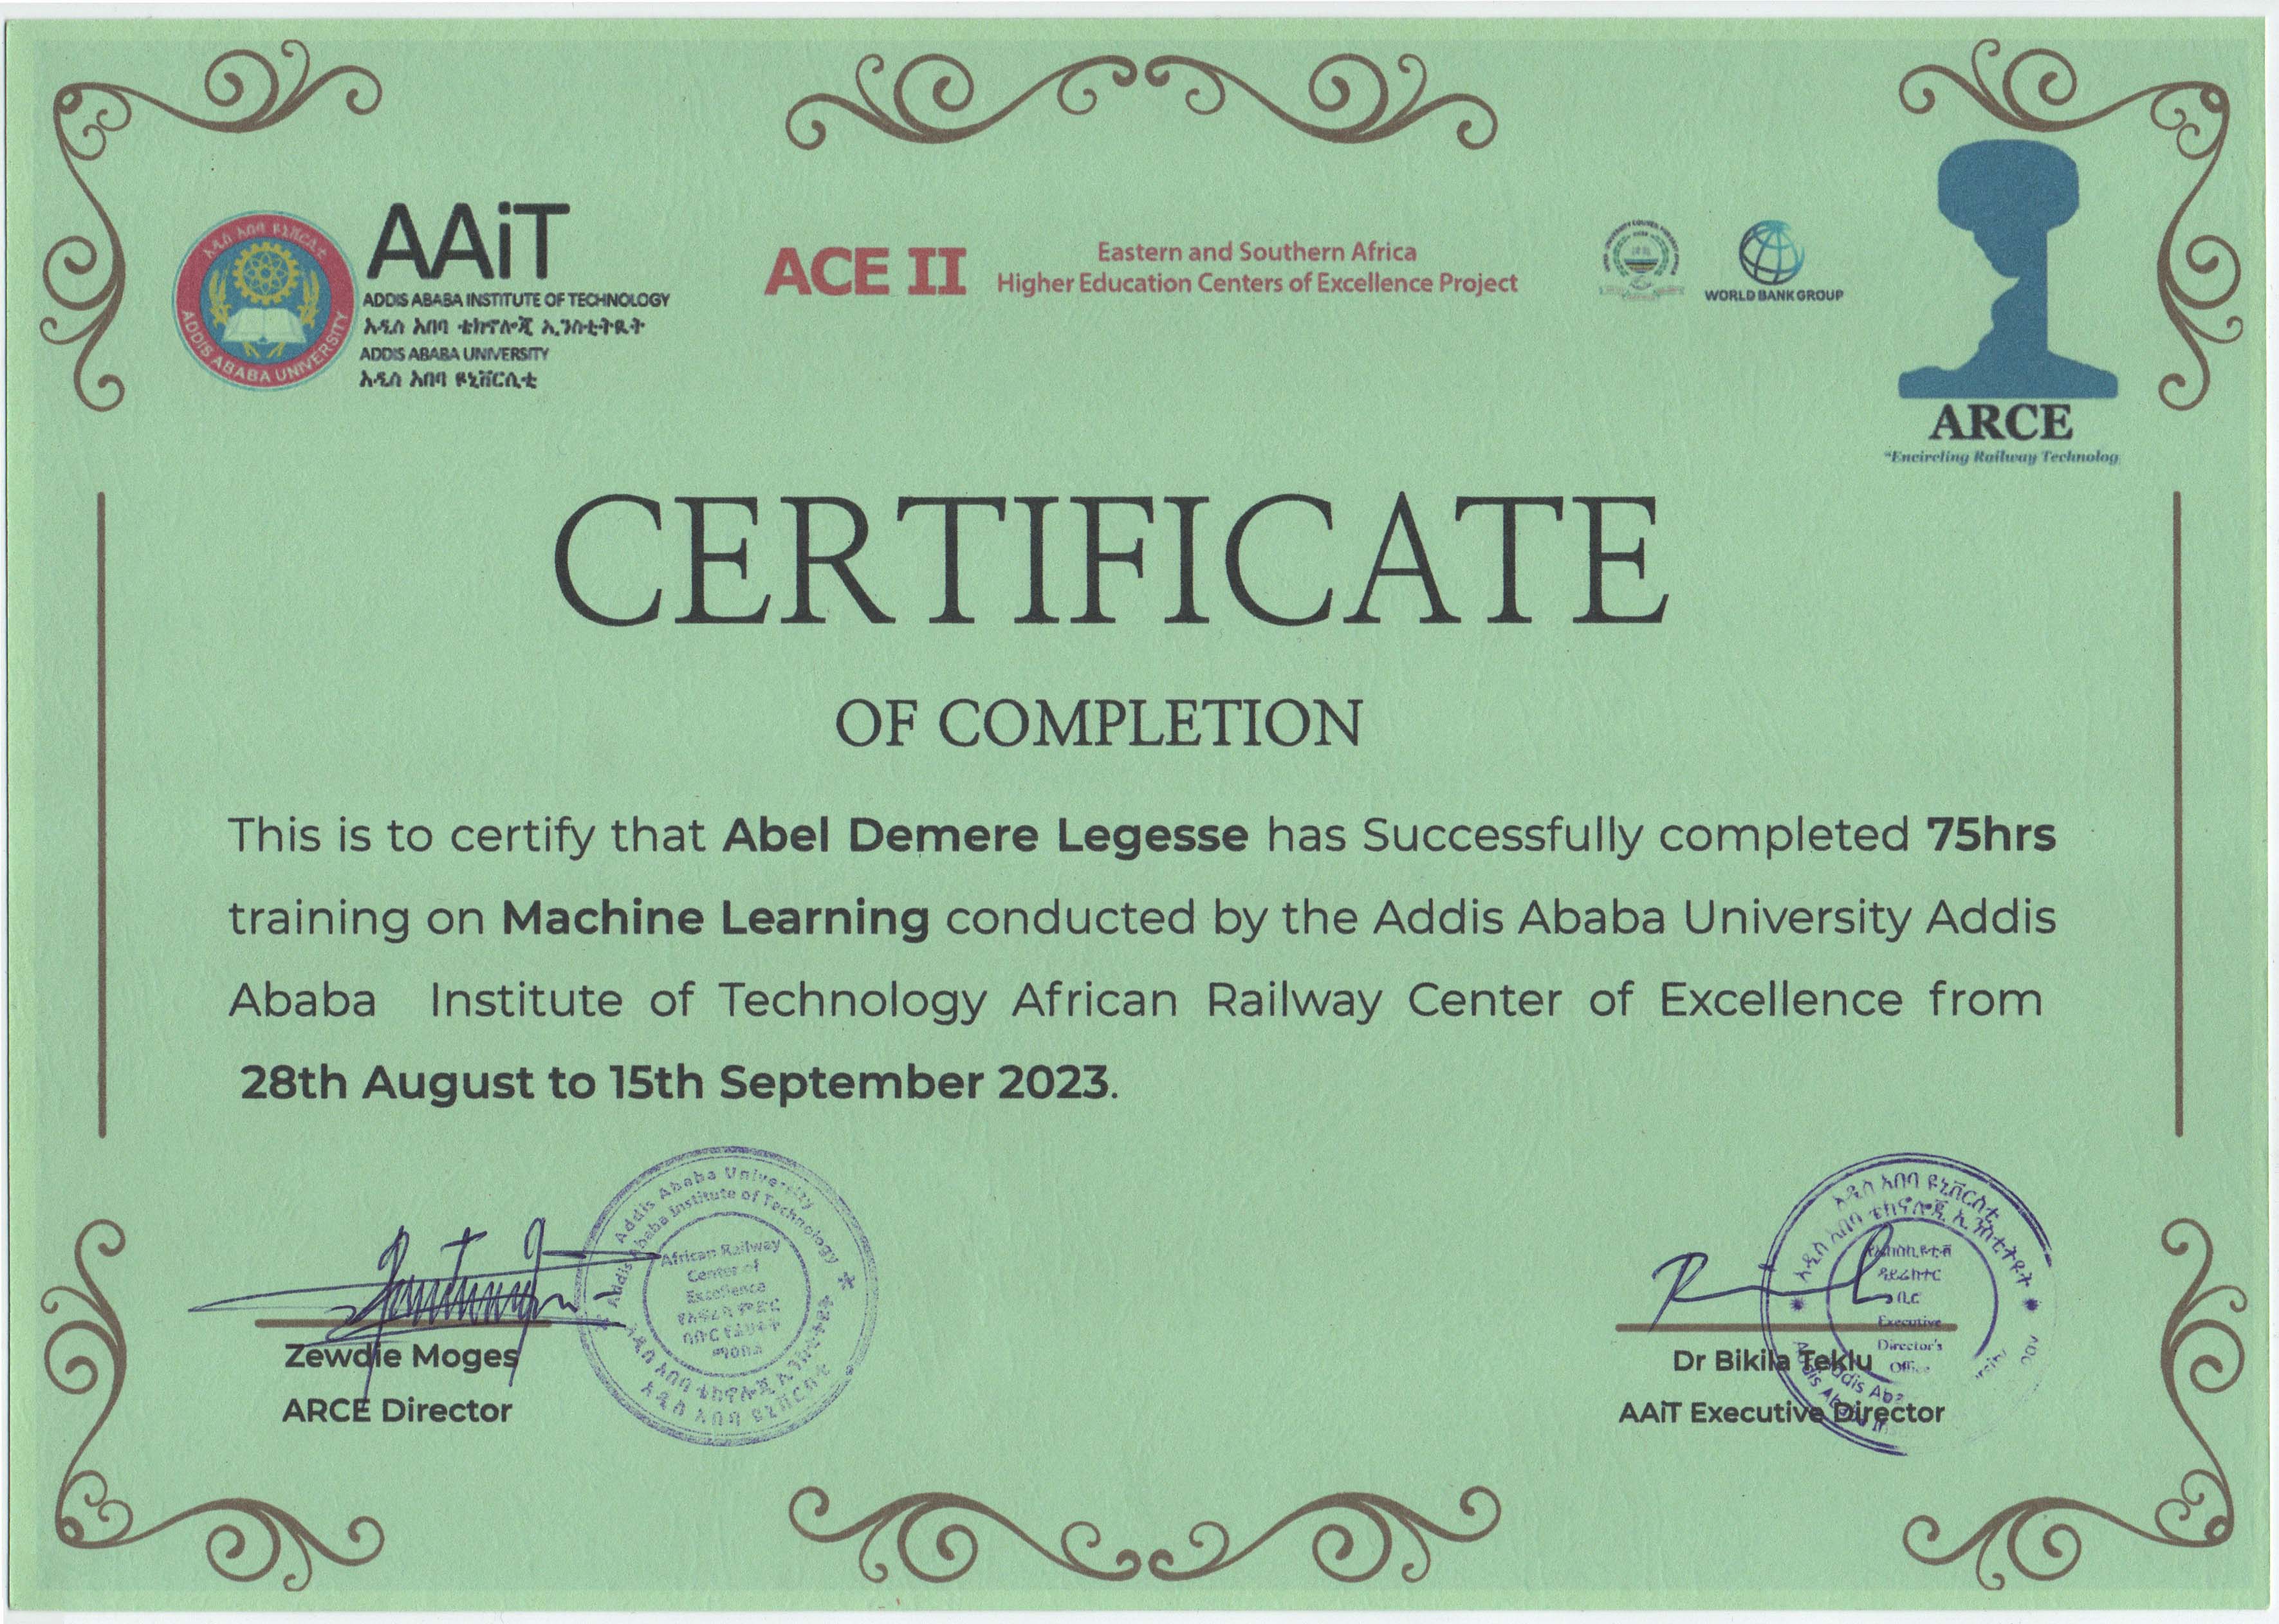 አዲስ አበባ ዩኒቨርሲቲ
ADDIS ABABA UNIVERSITY
AAiT
ADDIS ABABA INSTITUTE OF TECHNOLOGY
አዲስ አበባ ቴክኖሎጂ ኢንስቲትዩት
ADDIS ABABA UNIVERSITY
አዲስ አበባ ዩኒቨርሲቲ
ACE II
Eastern and Southern Africa
Higher Education Centers of Excellence Project
WORLD BANK GROUP
ARCE
"Encircling Railway Technolog
CERTIFICATE
OF COMPLETION
This is to certify that Abel Demere Legesse has Successfully completed 75hrs
training on Machine Learning conducted by the Addis Ababa University Addis
Ababa Institute of Technology African Railway Center of Excellence from
28th August to 15th September 2023.
Zewdie Moges
ARCE Director
Addis Ababa University
Addis Ababa Institute of Technology
African Railway
Center of
Excellence
አዲስ አበባ ቴክኖሎጂ ኢንስቲትዩት
አዲስ አበባ ዩኒቨርሲቲ
Dr Bikila Teklu
AAiT Executive Director
አዲስ አበባ ዩኒቨርሲቲ
አዲስ አበባ ቴክኖሎጂ ኢንስቲትዩት
Executive
Director's
Office